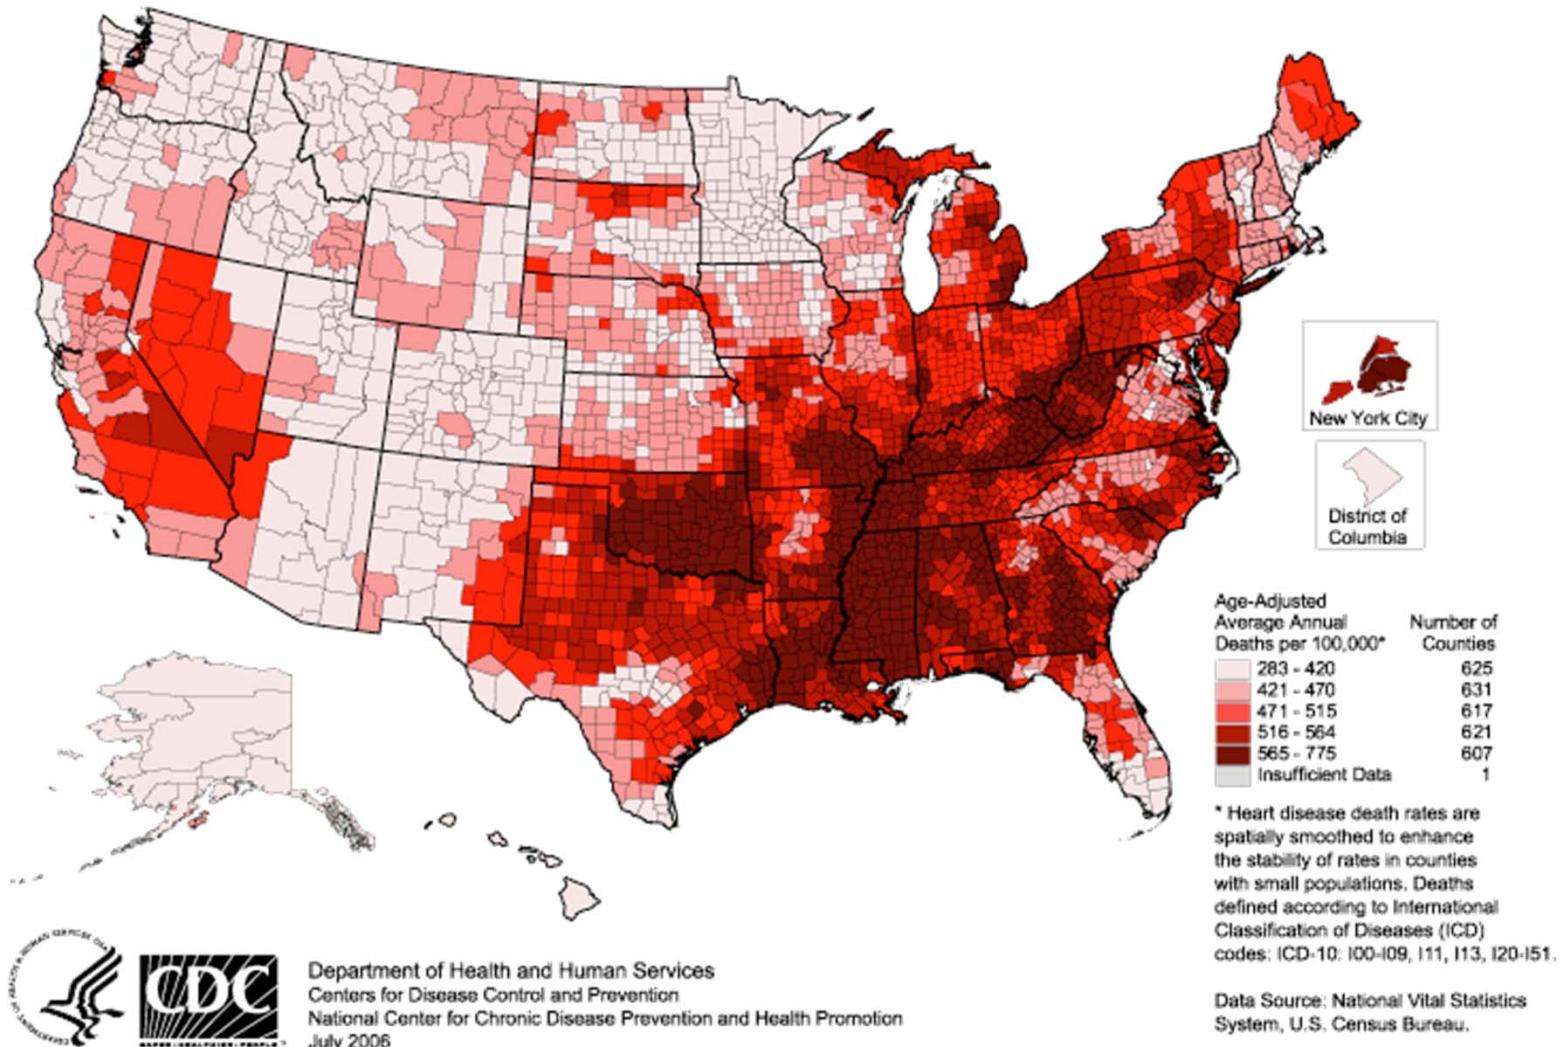 New York City
District of
Columbia
Age-Adjusted
Average Annual
Deaths per 100,000*
Number of
Counties
283 - 420 625
421 - 470 631
471 - 515 617
516 - 564 621
565 - 775 607
Insufficient Data 1
* Heart disease death rates are
spatially smoothed to enhance
the stability of rates in counties
with small populations. Deaths
defined according to International
Classification of Diseases (ICD)
codes: ICD-10: I00-I09, I11, I13, I20-I51.
Data Source: National Vital Statistics
System, U.S. Census Bureau.
CDC
SAFER·HEALTHIER·PEOPLE™
Department of Health and Human Services
Centers for Disease Control and Prevention
National Center for Chronic Disease Prevention and Health Promotion
July 2006